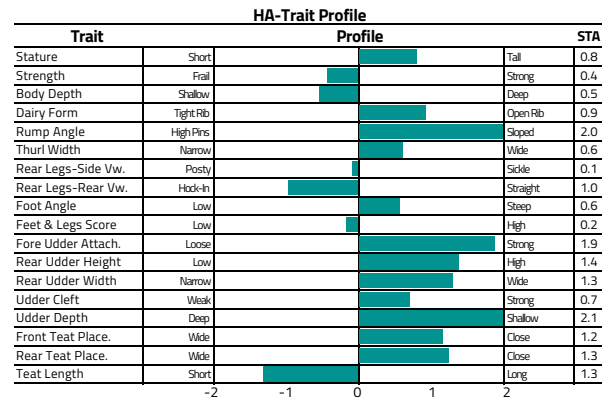 HA-Trait Profile
Trait Profile STA
Stature Short Tall 0.8
Strength Frail Strong 0.4
Body Depth Shallow Deep 0.5
Dairy Form Tight Rib Open Rib 0.9
Rump Angle High Pins Sloped 2.0
Thurl Width Narrow Wide 0.6
Rear Legs-Side Vw. Posty Sickle 0.1
Rear Legs-Rear Vw. Hock-In Straight 1.0
Foot Angle Low Steep 0.6
Feet & Legs Score Low High 0.2
Fore Udder Attach. Loose Strong 1.9
Rear Udder Height Low High 1.4
Rear Udder Width Narrow Wide 1.3
Udder Cleft Weak Strong 0.7
Udder Depth Deep Shallow 2.1
Front Teat Place. Wide Close 1.2
Rear Teat Place. Wide Close 1.3
Teat Length Short Long 1.3
-2 -1 0 1 2